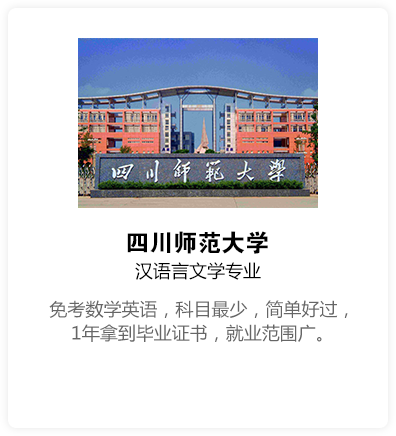 四川师范大學
四川师范大学
汉语言文学专业
免考数学英语，科目最少，简单好过，
1年拿到毕业证书，就业范围广。